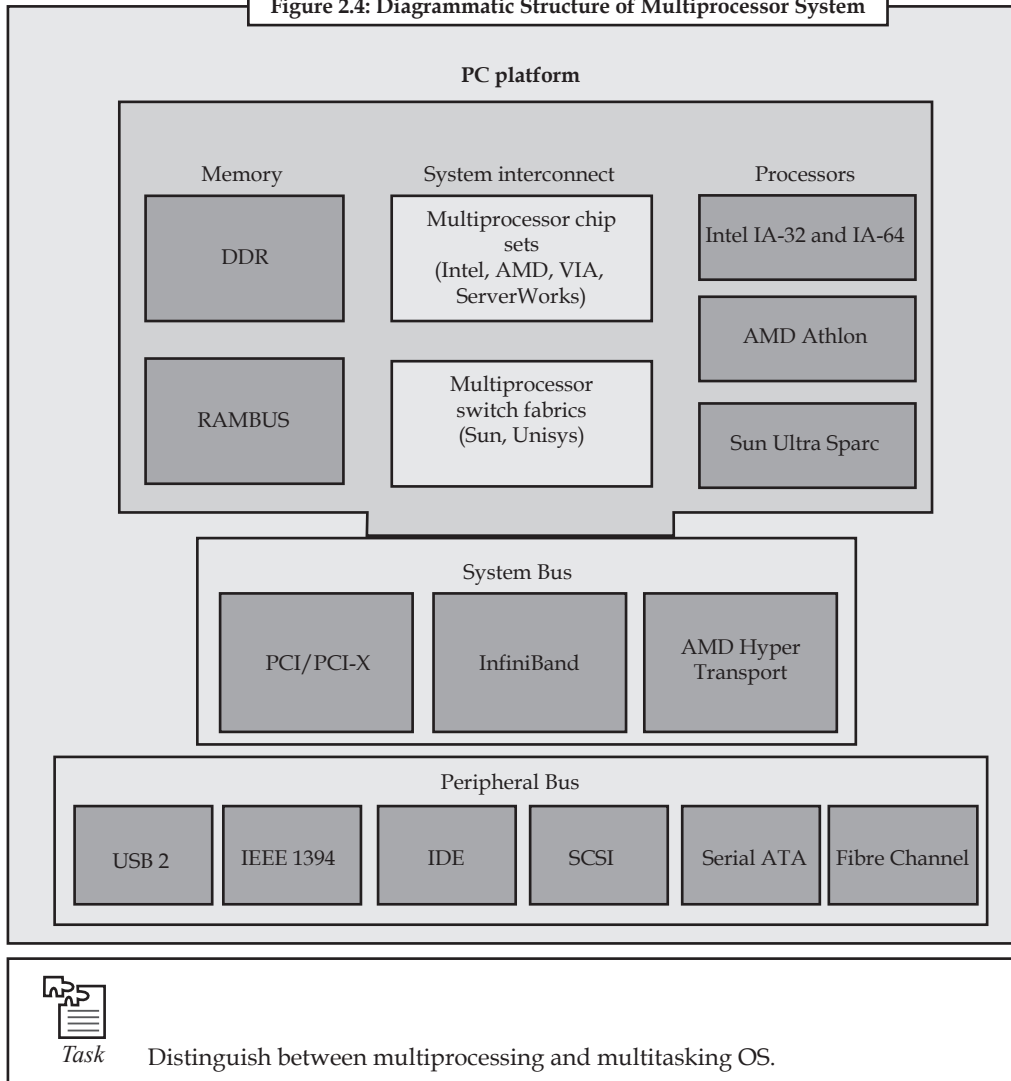 Figure 2.4: Diagrammatic Structure of Multiprocessor System
PC platform
Memory
DDR
RAMBUS
System interconnect
Multiprocessor chip
sets
(Intel, AMD, VIA,
ServerWorks)
Multiprocessor
switch fabrics
(Sun, Unisys)
Processors
Intel IA-32 and IA-64
AMD Athlon
Sun Ultra Sparc
System Bus
PCI/PCI-X
InfiniBand
AMD Hyper
Transport
Peripheral Bus
USB 2
IEEE 1394
IDE
SCSI
Serial ATA
Fibre Channel
Task
Distinguish between multiprocessing and multitasking OS.